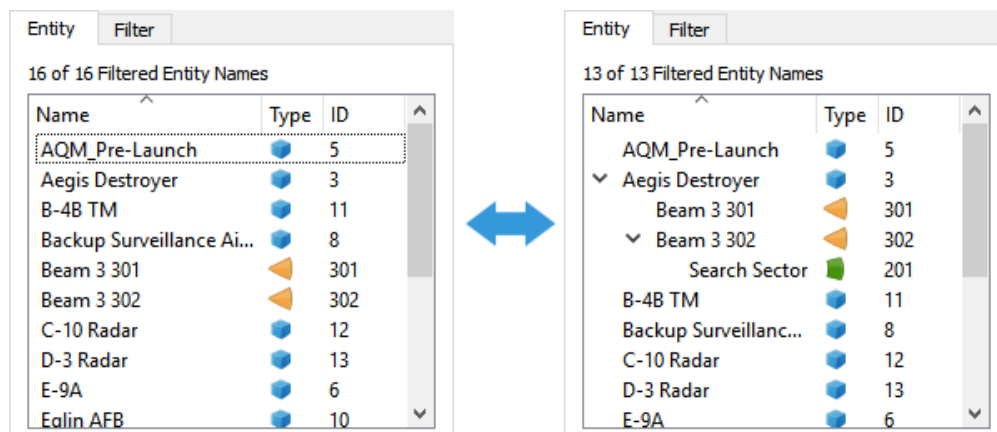 Entity Filter
16 of 16 Filtered Entity Names
Name Type ID
AQM_Pre-Launch 5
Aegis Destroyer 3
B-4B TM 11
Backup Surveillance Ai... 8
Beam 3 301 301
Beam 3 302 302
C-10 Radar 12
D-3 Radar 13
E-9A 6
Eglin AFB 10
Entity Filter
13 of 13 Filtered Entity Names
Name Type ID
AQM_Pre-Launch 5
Aegis Destroyer 3
Beam 3 301 301
Beam 3 302 302
Search Sector 201
B-4B TM 11
Backup Surveillanc... 8
C-10 Radar 12
D-3 Radar 13
E-9A 6